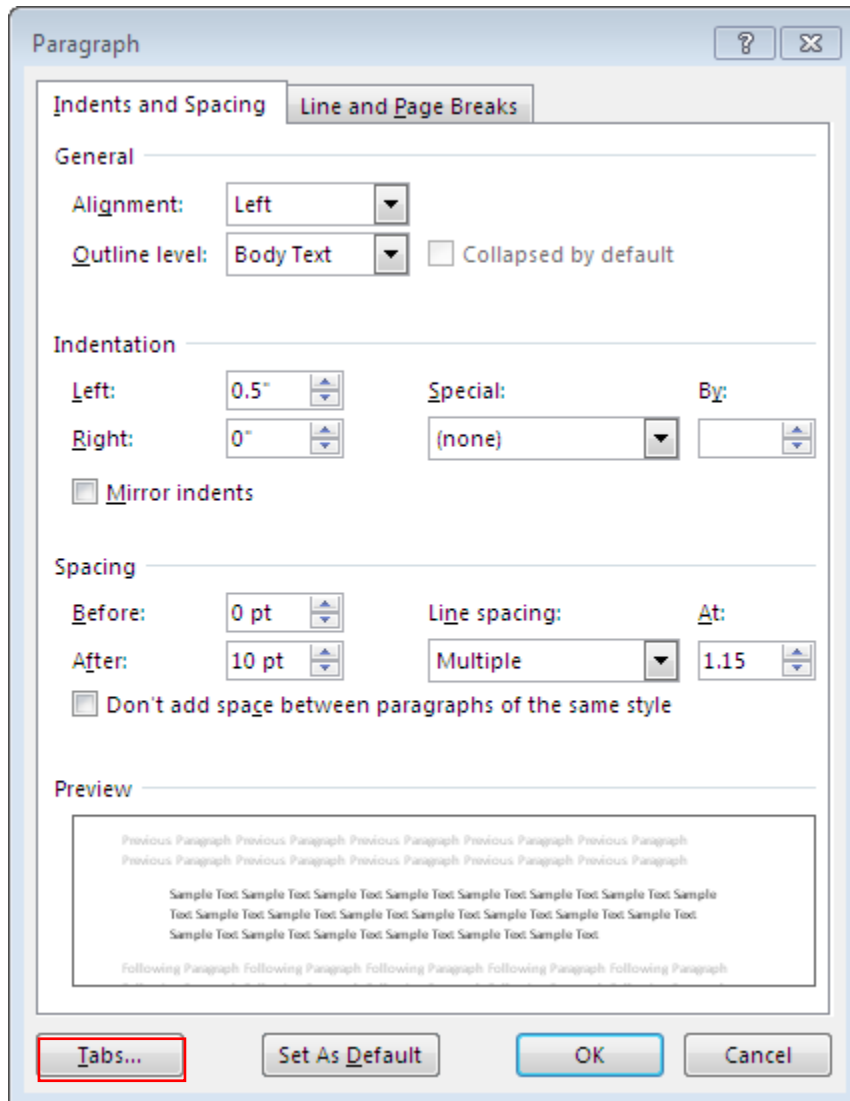 Paragraph
Indents and Spacing Line and Page Breaks
General
Alignment: Left
Outline level: Body Text Collapsed by default
Indentation
Left: 0.5" Special: By:
Right: 0" (none)
Mirror indents
Spacing
Before: 0 pt Line spacing: At:
After: 10 pt Multiple 1.15
Don't add space between paragraphs of the same style
Preview
Previous Paragraph Previous Paragraph Previous Paragraph Previous Paragraph Previous Paragraph
Previous Paragraph Previous Paragraph Previous Paragraph Previous Paragraph Previous Paragraph
Sample Text Sample Text Sample Text Sample Text Sample Text Sample Text Sample Text Sample
Text Sample Text Sample Text Sample Text Sample Text Sample Text Sample Text Sample Text
Sample Text Sample Text Sample Text Sample Text Sample Text Sample Text
Following Paragraph Following Paragraph Following Paragraph Following Paragraph Following Paragraph
Tabs... Set As Default OK Cancel